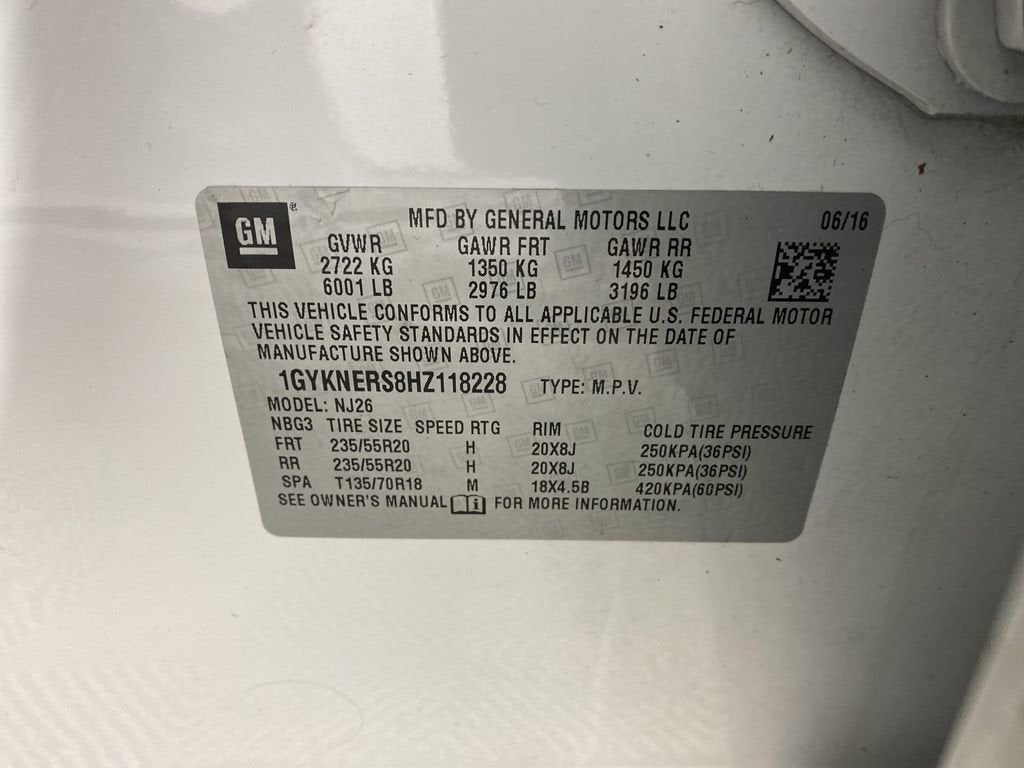 GM®
MFD BY GENERAL MOTORS LLC 06/16
GVWR GAWR FRT GAWR RR
2722 KG 1350 KG 1450 KG
6001 LB 2976 LB 3196 LB
THIS VEHICLE CONFORMS TO ALL APPLICABLE U.S. FEDERAL MOTOR
VEHICLE SAFETY STANDARDS IN EFFECT ON THE DATE OF
MANUFACTURE SHOWN ABOVE.
1GYKNERS8HZ118228 TYPE: M.P.V.
MODEL: NJ26
NBG3 TIRE SIZE SPEED RTG RIM COLD TIRE PRESSURE
FRT 235/55R20 H 20X8J 250KPA(36PSI)
RR 235/55R20 H 20X8J 250KPA(36PSI)
SPA T135/70R18 M 18X4.5B 420KPA(60PSI)
SEE OWNER'S MANUAL i FOR MORE INFORMATION.